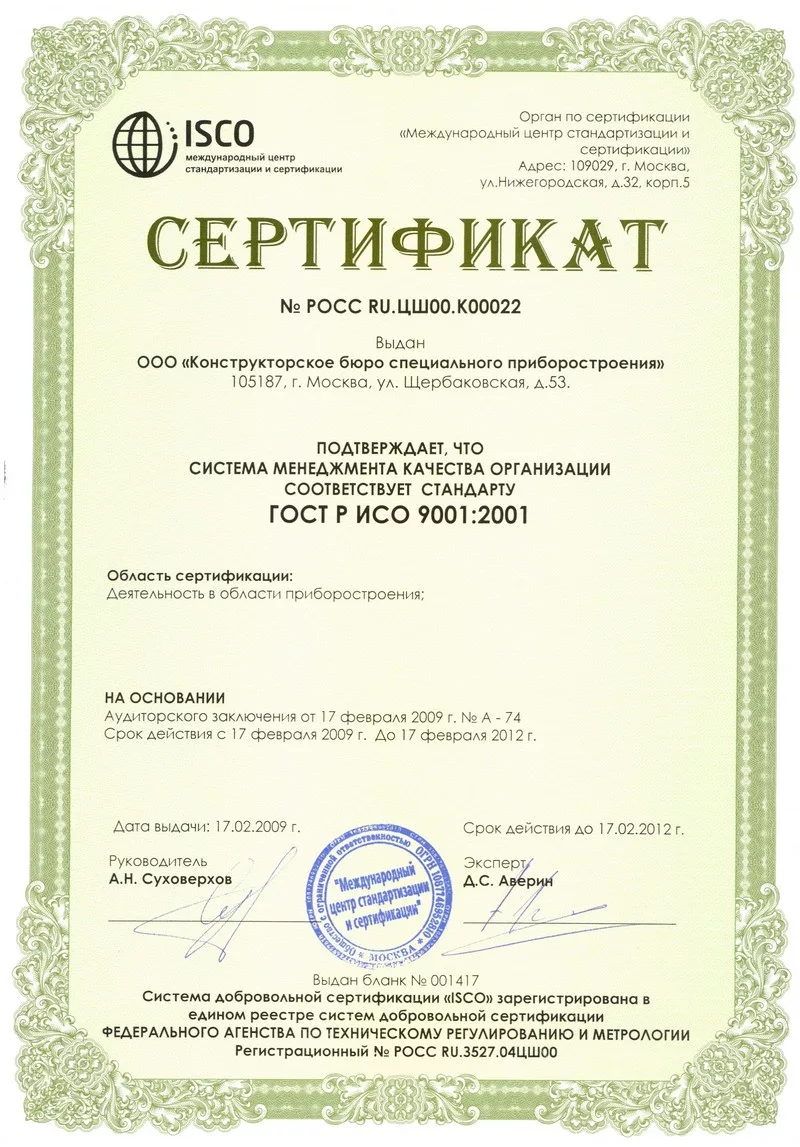 ISCO
международный центр
стандартизации и сертификации
Орган по сертификации
«Международный центр стандартизации и
сертификации»
Адрес: 109029, г. Москва,
ул.Нижегородская, д.32, корп.5
СЕРТИФИКАТ
№ РОСС RU.ЦШ00.К00022
Выдан
ООО «Конструкторское бюро специального приборостроения»
105187, г. Москва, ул. Щербаковская, д.53.
ПОДТВЕРЖДАЕТ, ЧТО
СИСТЕМА МЕНЕДЖМЕНТА КАЧЕСТВА ОРГАНИЗАЦИИ
СООТВЕТСТВУЕТ СТАНДАРТУ
ГОСТ Р ИСО 9001:2001
Область сертификации:
Деятельность в области приборостроения;
НА ОСНОВАНИИ
Аудиторского заключения от 17 февраля 2009 г. № А - 74
Срок действия с 17 февраля 2009 г. До 17 февраля 2012 г.
Дата выдачи: 17.02.2009 г.
Срок действия до 17.02.2012 г.
Руководитель
А.Н. Суховерхов
Эксперт
Д.С. Аверин
Общество с ограниченной ответственностью ОГРН 1087746952810
"Международный
центр стандартизации
и сертификации"
* МОСКВА *
Выдан бланк № 001417
Система добровольной сертификации «ISCO» зарегистрирована в
едином реестре систем добровольной сертификации
ФЕДЕРАЛЬНОГО АГЕНСТВА ПО ТЕХНИЧЕСКОМУ РЕГУЛИРОВАНИЮ И МЕТРОЛОГИИ
Регистрационный № РОСС RU.3527.04ЦШ00